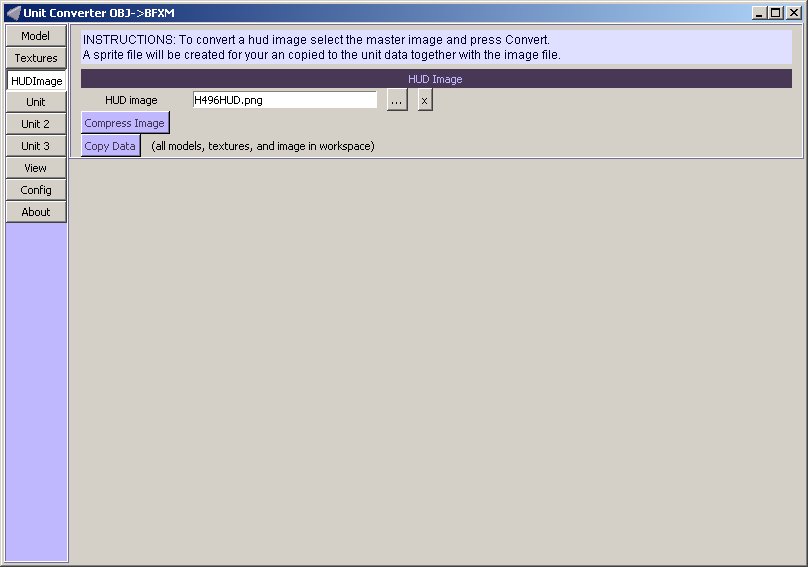 Unit Converter OBJ->BFXM
Model
Textures
HUDImage
Unit
Unit 2
Unit 3
View
Config
About
INSTRUCTIONS: To convert a hud image select the master image and press Convert.
A sprite file will be created for your an copied to the unit data together with the image file.
HUD Image
HUD image H496HUD.png ... x
Compress Image
Copy Data (all models, textures, and image in workspace)